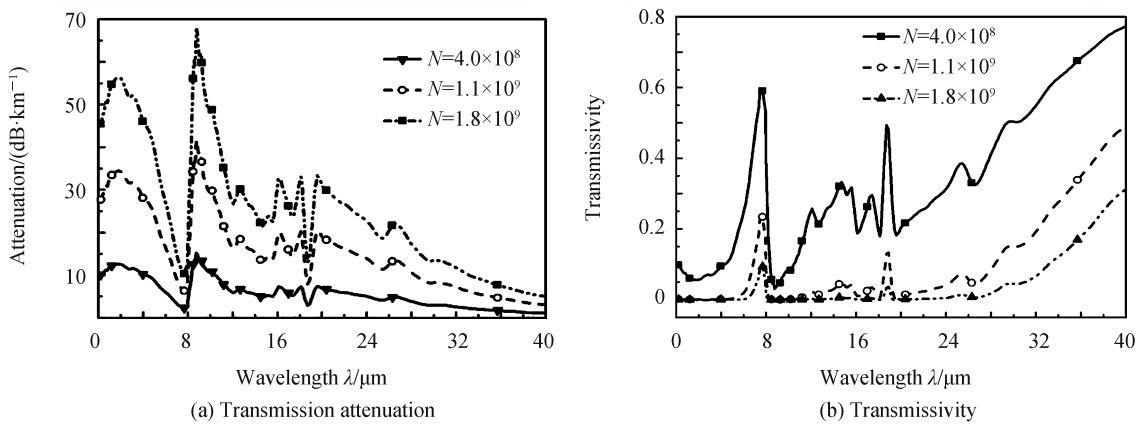 70
50
30
10
Attenuation/(dB·km⁻¹)
N=4.0×10⁸
N=1.1×10⁹
N=1.8×10⁹
0 8 16 24 32 40
Wavelength λ/μm
(a) Transmission attenuation
0.8
0.6
0.4
0.2
0
Transmissivity
N=4.0×10⁸
N=1.1×10⁹
N=1.8×10⁹
0 8 16 24 32 40
Wavelength λ/μm
(b) Transmissivity